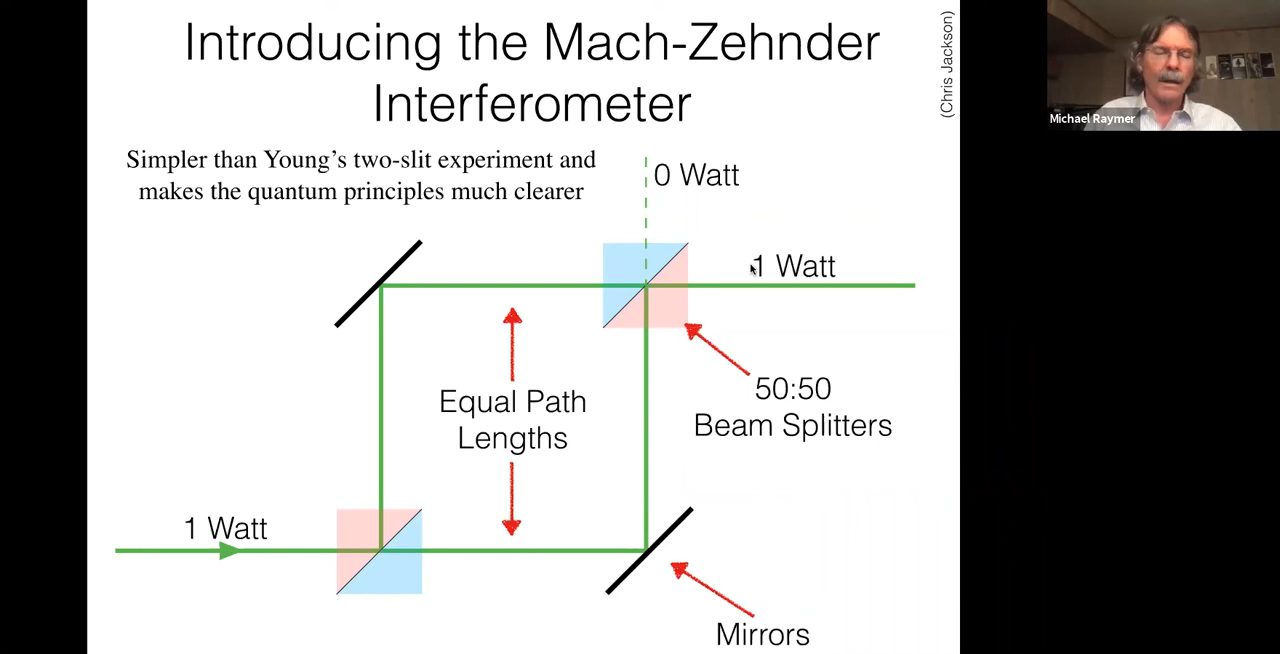 Introducing the Mach-Zehnder
Interferometer
(Chris Jackson)
Michael Raymer
Simpler than Young's two-slit experiment and
makes the quantum principles much clearer
0 Watt
1 Watt
Equal Path
Lengths
50:50
Beam Splitters
1 Watt
Mirrors